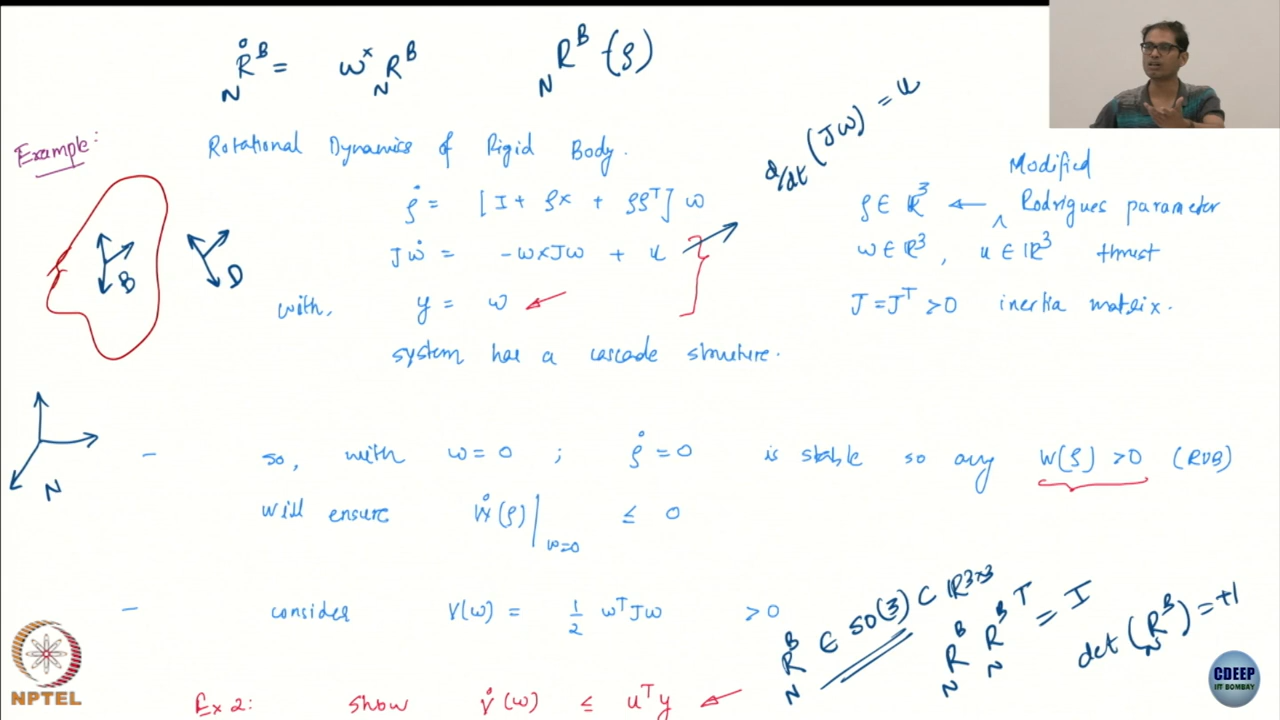 Ṙ = ω× R
N B N B
N R B (ρ)
Example:
Rotational Dynamics of Rigid Body.
d/dt (Jω) = u
ρ̇ = [I + ρ× + ρρᵀ] ω
Modified
ρ ∈ ℝ³ ← Rodrigues parameter
Jω̇ = -ω×Jω + u
ω ∈ ℝ³, u ∈ ℝ³ thrust
B
D
with, y = ω
J = Jᵀ > 0 inertia matrix.
system has a cascade structure.
N
- so, with ω=0 ; ρ̇=0 is stable so any W(ρ) >0 (RUB)
will ensure Ẇ(ρ)|ω=0 ≤ 0
- consider V(ω) = 1/2 ωᵀJω >0
N R B ∈ SO(3) ⊂ ℝ3×3
N R B N R B T = I
det (N R B) = +1
Ex 2: show V̇(ω) ≤ uᵀy
NPTEL
CDEEP
IIT BOMBAY